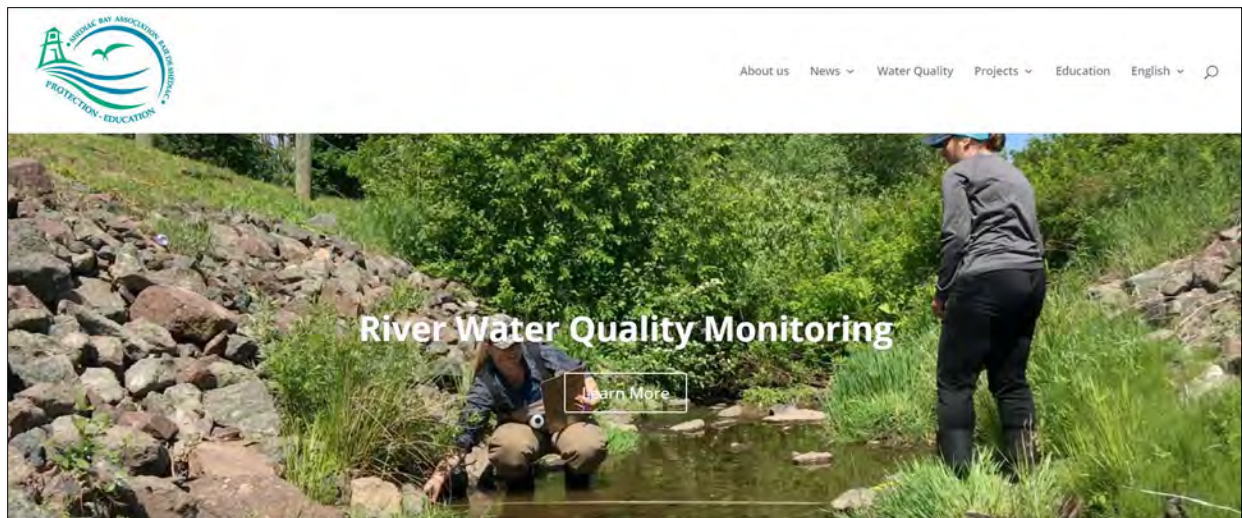 SHEDIAC BAY ASSOCIATION BAIE DE SHEDIAC
PROTECTION - EDUCATION
About us News Water Quality Projects Education English
River Water Quality Monitoring
Learn More